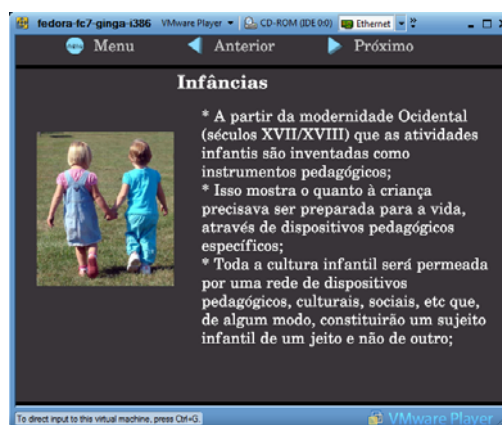 fedora-fc7-ginga-i386 VMware Player CD-ROM (IDE 0:0) Ethernet
menu Menu Anterior Próximo
Infâncias
* A partir da modernidade Ocidental
(séculos XVII/XVIII) que as atividades
infantis são inventadas como
instrumentos pedagógicos;
* Isso mostra o quanto à criança
precisava ser preparada para a vida,
através de dispositivos pedagógicos
específicos;
* Toda a cultura infantil será permeada
por uma rede de dispositivos
pedagógicos, culturais, sociais, etc que,
de algum modo, constituirão um sujeito
infantil de um jeito e não de outro;
To direct input to this virtual machine, press Ctrl+G.
VMware Player